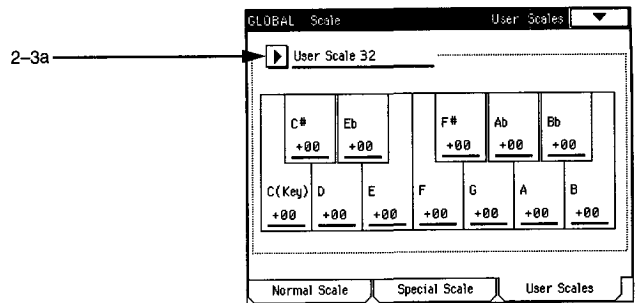 GLOBAL Scale User Scales
2-3a
User Scale 32
C# Eb F# Ab Bb
+00 +00 +00 +00 +00
C(Key) D E F G A B
+00 +00 +00 +00 +00 +00 +00
Normal Scale Special Scale User Scales